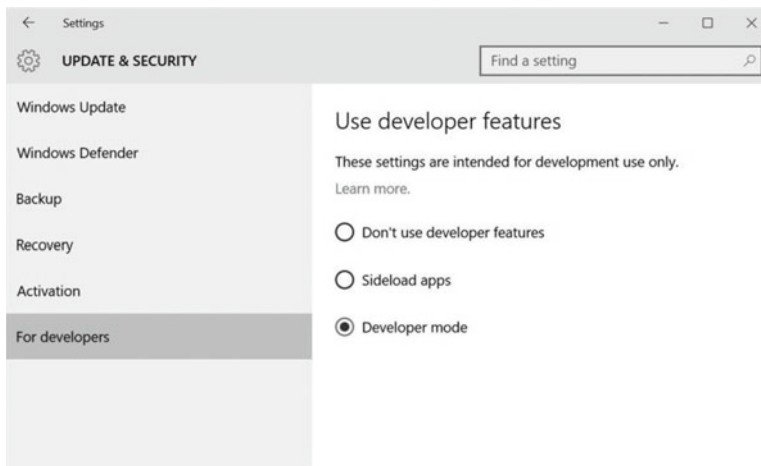 Settings
UPDATE & SECURITY
Find a setting
Windows Update
Windows Defender
Backup
Recovery
Activation
For developers
Use developer features
These settings are intended for development use only.
Learn more.
Don't use developer features
Sideload apps
Developer mode